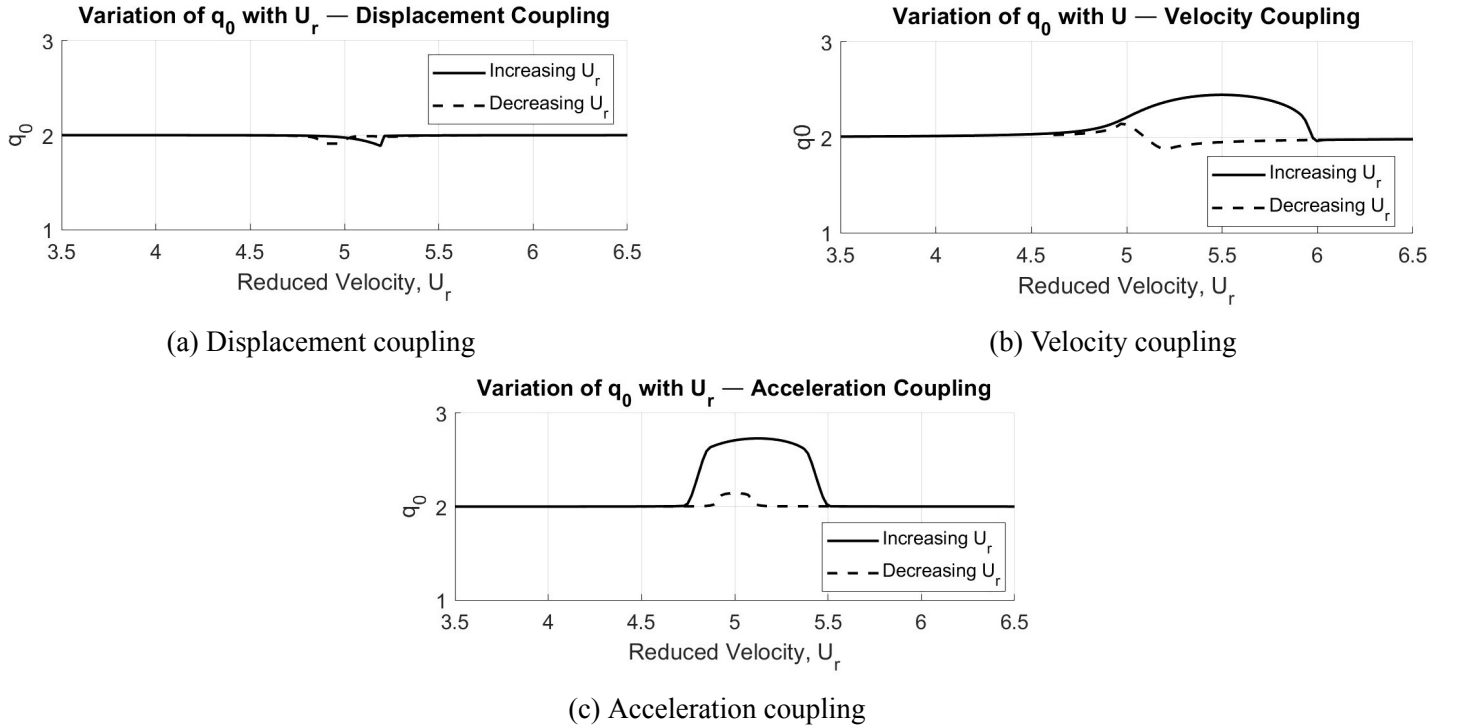 Variation of q0 with Ur — Displacement Coupling
3
2
1
q0
Increasing Ur
Decreasing Ur
3.5 4 4.5 5 5.5 6 6.5
Reduced Velocity, Ur
(a) Displacement coupling
Variation of q0 with U — Velocity Coupling
3
2
1
q0
Increasing Ur
Decreasing Ur
3.5 4 4.5 5 5.5 6 6.5
Reduced Velocity, Ur
(b) Velocity coupling
Variation of q0 with Ur — Acceleration Coupling
3
2
1
q0
Increasing Ur
Decreasing Ur
3.5 4 4.5 5 5.5 6 6.5
Reduced Velocity, Ur
(c) Acceleration coupling